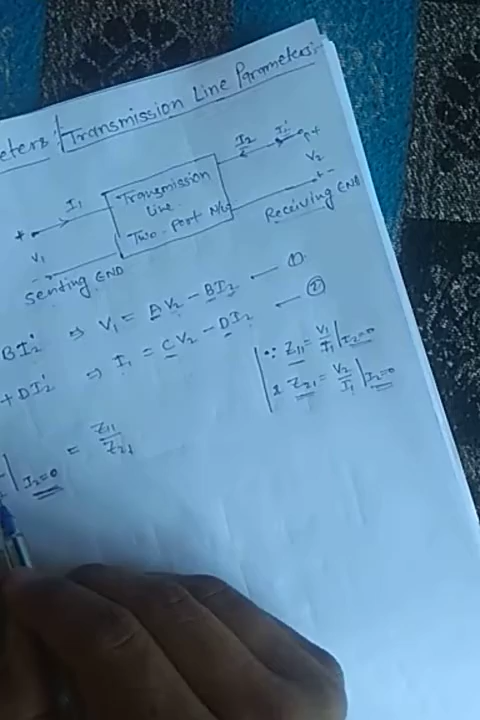 eters :| Transmission Line Parameters :
I₁
Transmission
Line
Two-Port N/W
I₂
I₂'
+
V₂
-
Receiving END
+
V₁
-
Sending END
BI₂' ⇒ V₁ = AV₂ - BI₂ — ①
+ DI₂' ⇒ I₁ = CV₂ - DI₂ — ②
∵ Z₁₁ = V₁/I₁ | I₂=0
& Z₂₁ = V₂/I₁ | I₂=0
| I₂=0 = Z₁₁/Z₂₁